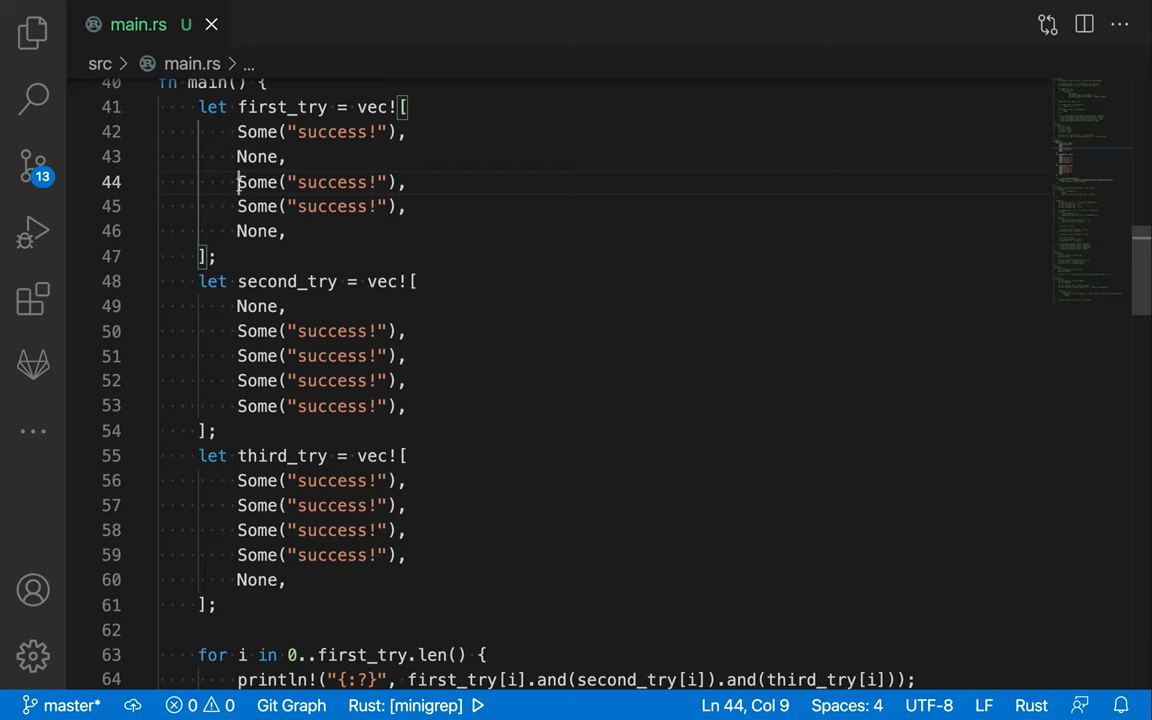 main.rs U
src > main.rs > ...
40 fn main() {
41 let first_try = vec![
42 Some("success!"),
43 None,
44 Some("success!"),
45 Some("success!"),
46 None,
47 ];
48 let second_try = vec![
49 None,
50 Some("success!"),
51 Some("success!"),
52 Some("success!"),
53 Some("success!"),
54 ];
55 let third_try = vec![
56 Some("success!"),
57 Some("success!"),
58 Some("success!"),
59 Some("success!"),
60 None,
61 ];
62
63 for i in 0..first_try.len() {
64 println!("{:?}", first_try[i].and(second_try[i]).and(third_try[i]));
13
master* 0 0 Git Graph Rust: [minigrep] Ln 44, Col 9 Spaces: 4 UTF-8 LF Rust